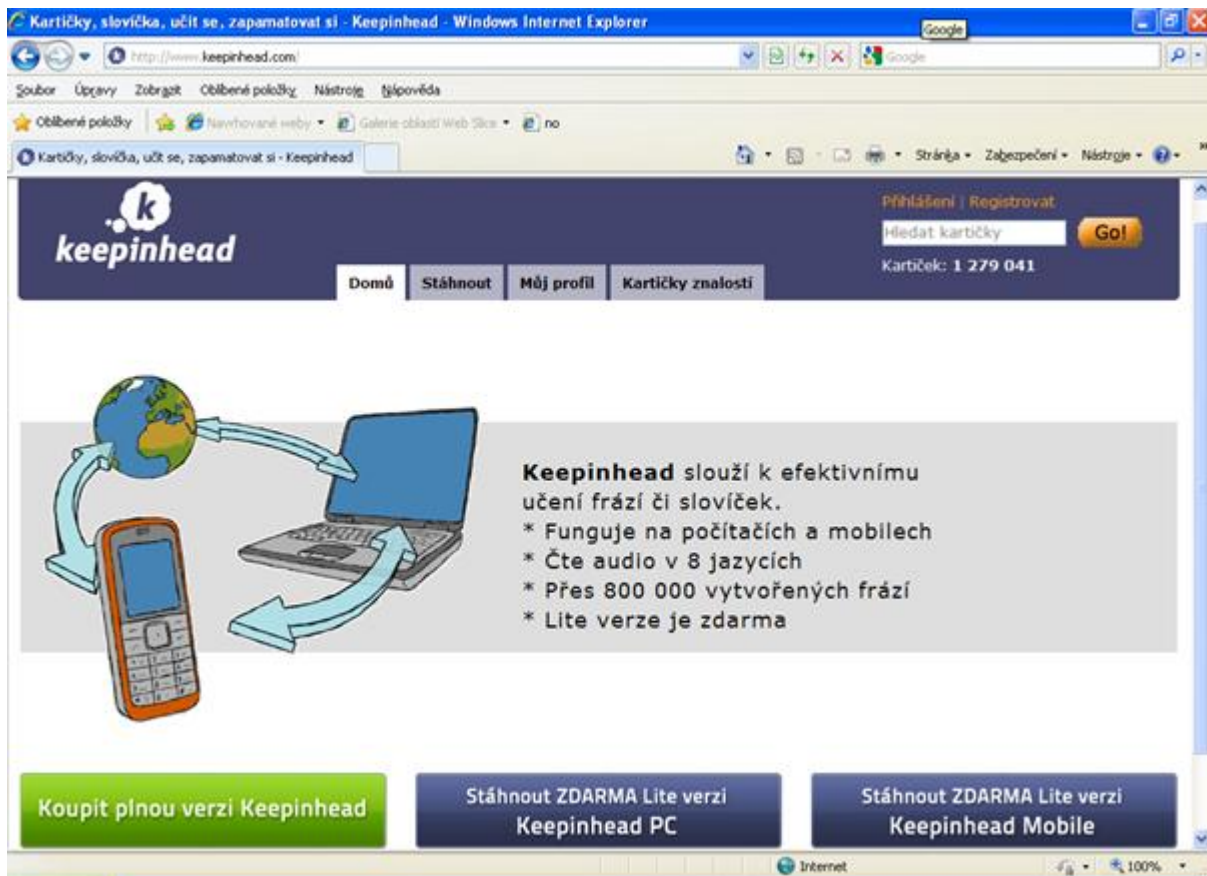 Kartičky, slovíčka, učit se, zapamatovat si - Keepinhead - Windows Internet Explorer
Google
http://www.keepinhead.com/
Google
Soubor Úpravy Zobrazit Oblíbené položky Nástroje Nápověda
Oblíbené položky Navrhované weby Galerie oblastí Web Slice no
Kartičky, slovíčka, učit se, zapamatovat si - Keepinhead
Stránka Zabezpečení Nástroje
k
keepinhead
Přihlášení | Registrovat
Hledat kartičky Go!
Kartiček: 1 279 041
Domů Stáhnout Můj profil Kartičky znalostí
Keepinhead slouží k efektivnímu
učení frází či slovíček.
* Funguje na počítačích a mobilech
* Čte audio v 8 jazycích
* Přes 800 000 vytvořených frází
* Lite verze je zdarma
Koupit plnou verzi Keepinhead
Stáhnout ZDARMA Lite verzi
Keepinhead PC
Stáhnout ZDARMA Lite verzi
Keepinhead Mobile
Internet 100%